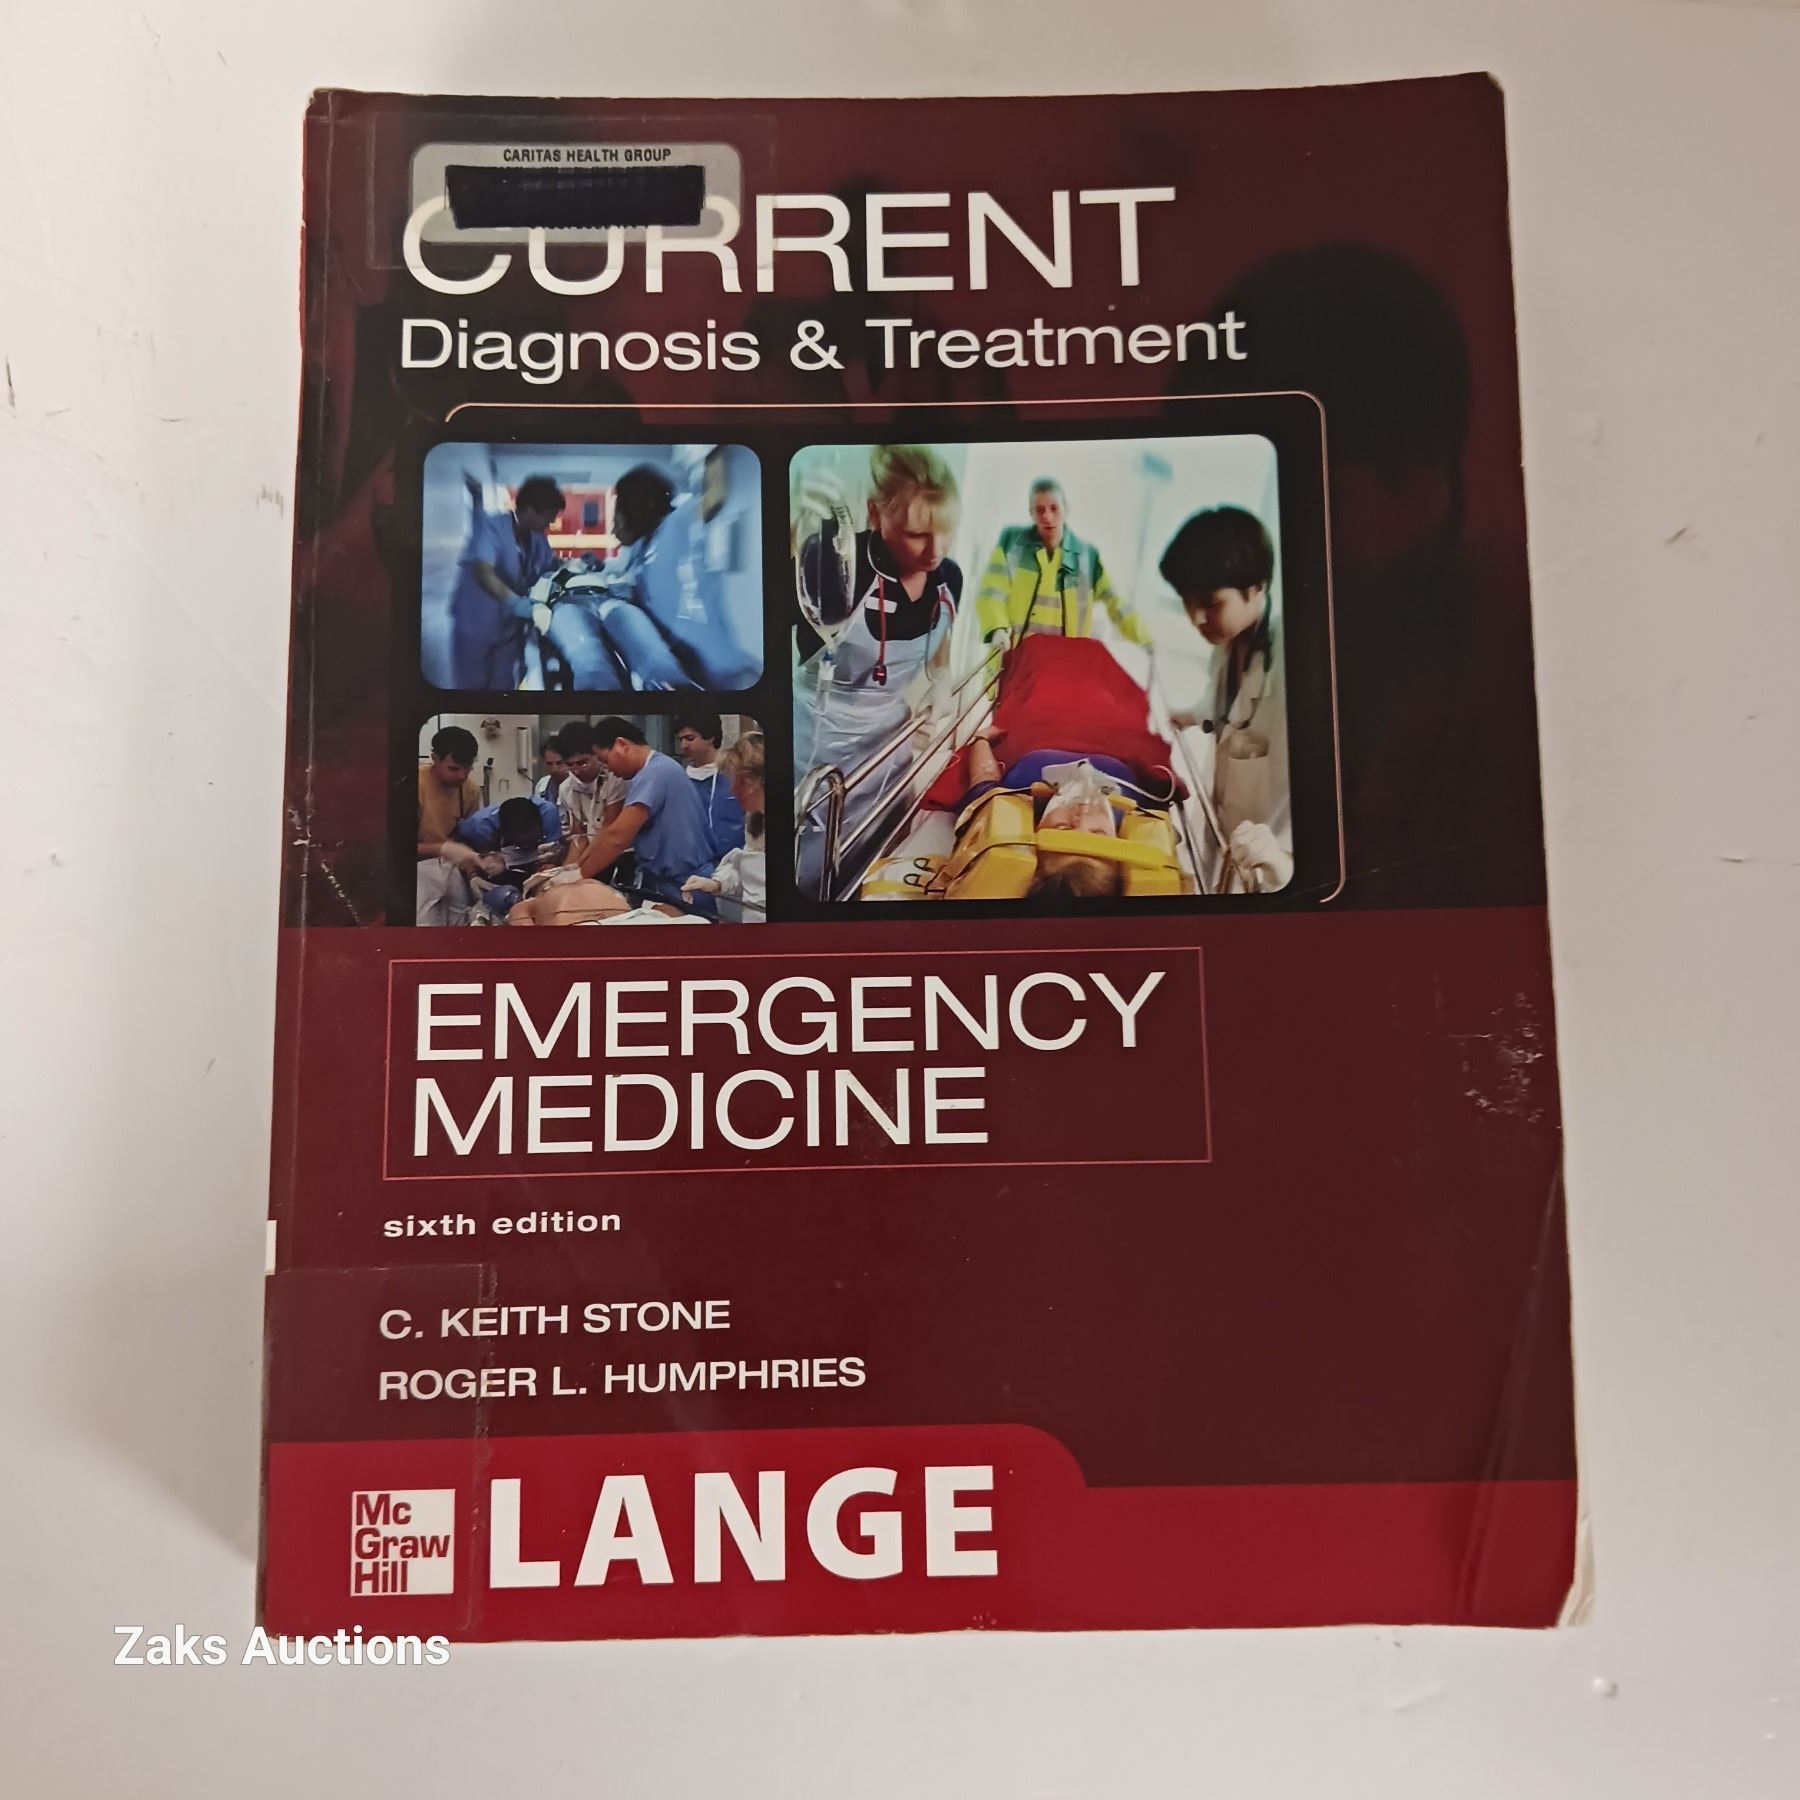 CARITAS HEALTH GROUP
CURRENT
Diagnosis & Treatment
EMERGENCY
MEDICINE
sixth edition
C. KEITH STONE
ROGER L. HUMPHRIES
Mc
Graw
Hill
LANGE
Zaks Auctions